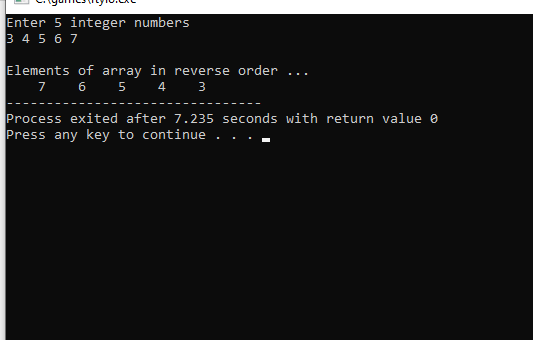 Enter 5 integer numbers
3 4 5 6 7
Elements of array in reverse order ...
7 6 5 4 3
--------------------------------
Process exited after 7.235 seconds with return value 0
Press any key to continue . . .